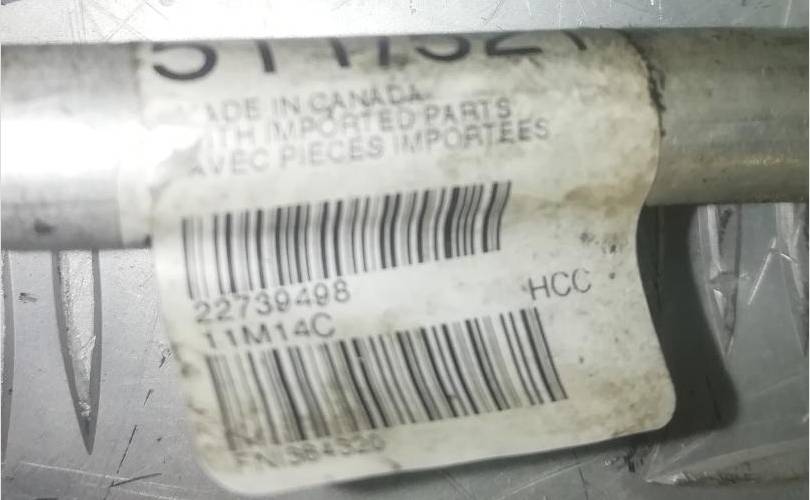 MADE IN CANADA
WITH IMPORTED PARTS
AVEC PIECES IMPORTEES
22739498
HCC
11M14C